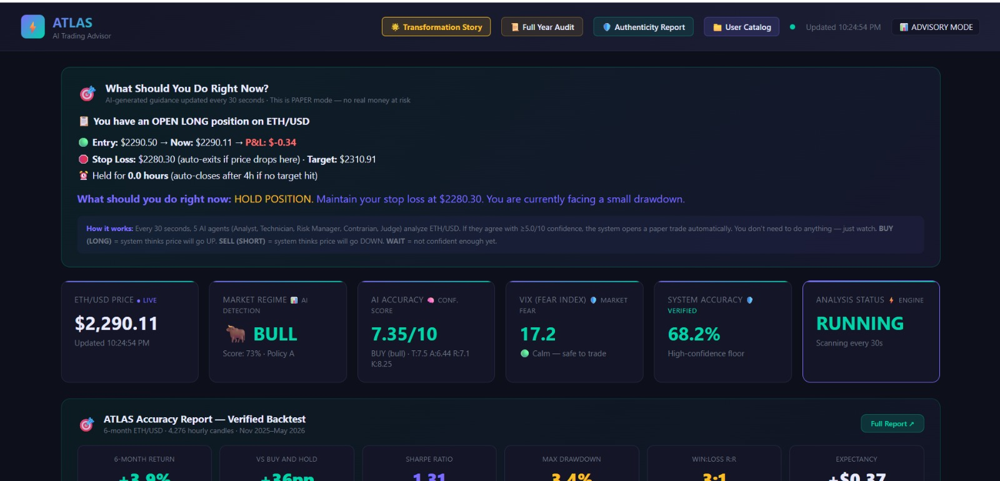 ATLAS
AI Trading Advisor
Transformation Story
Full Year Audit
Authenticity Report
User Catalog
Updated 10:24:54 PM
ADVISORY MODE
What Should You Do Right Now?
AI-generated guidance updated every 30 seconds · This is PAPER mode — no real money at risk
You have an OPEN LONG position on ETH/USD
Entry: $2290.50 → Now: $2290.11 → P&L: $-0.34
Stop Loss: $2280.30 (auto-exits if price drops here) · Target: $2310.91
Held for 0.0 hours (auto-closes after 4h if no target hit)
What should you do right now: HOLD POSITION. Maintain your stop loss at $2280.30. You are currently facing a small drawdown.
How it works: Every 30 seconds, 5 AI agents (Analyst, Technician, Risk Manager, Contrarian, Judge) analyze ETH/USD. If they agree with ≥5.0/10 confidence, the system opens a paper trade automatically. You don't need to do anything — just watch. BUY
(LONG) = system thinks price will go UP. SELL (SHORT) = system thinks price will go DOWN. WAIT = not confident enough yet.
ETH/USD PRICE ● LIVE
$2,290.11
Updated 10:24:54 PM
MARKET REGIME AI
DETECTION
BULL
Score: 73% · Policy A
AI ACCURACY CONF.
SCORE
7.35/10
BUY (bull) · T:7.5 A:6.44 R:7.1
K:8.25
VIX (FEAR INDEX) MARKET
FEAR
17.2
Calm — safe to trade
SYSTEM ACCURACY
VERIFIED
68.2%
High-confidence floor
ANALYSIS STATUS ENGINE
RUNNING
Scanning every 30s
ATLAS Accuracy Report — Verified Backtest
6-month ETH/USD · 4,276 hourly candles · Nov 2025–May 2026
Full Report ↗
6-MONTH RETURN
+3.9%
VS BUY AND HOLD
+36pp
SHARPE RATIO
1.31
MAX DRAWDOWN
3.4%
WIN:LOSS R:R
3:1
EXPECTANCY
+$0.37